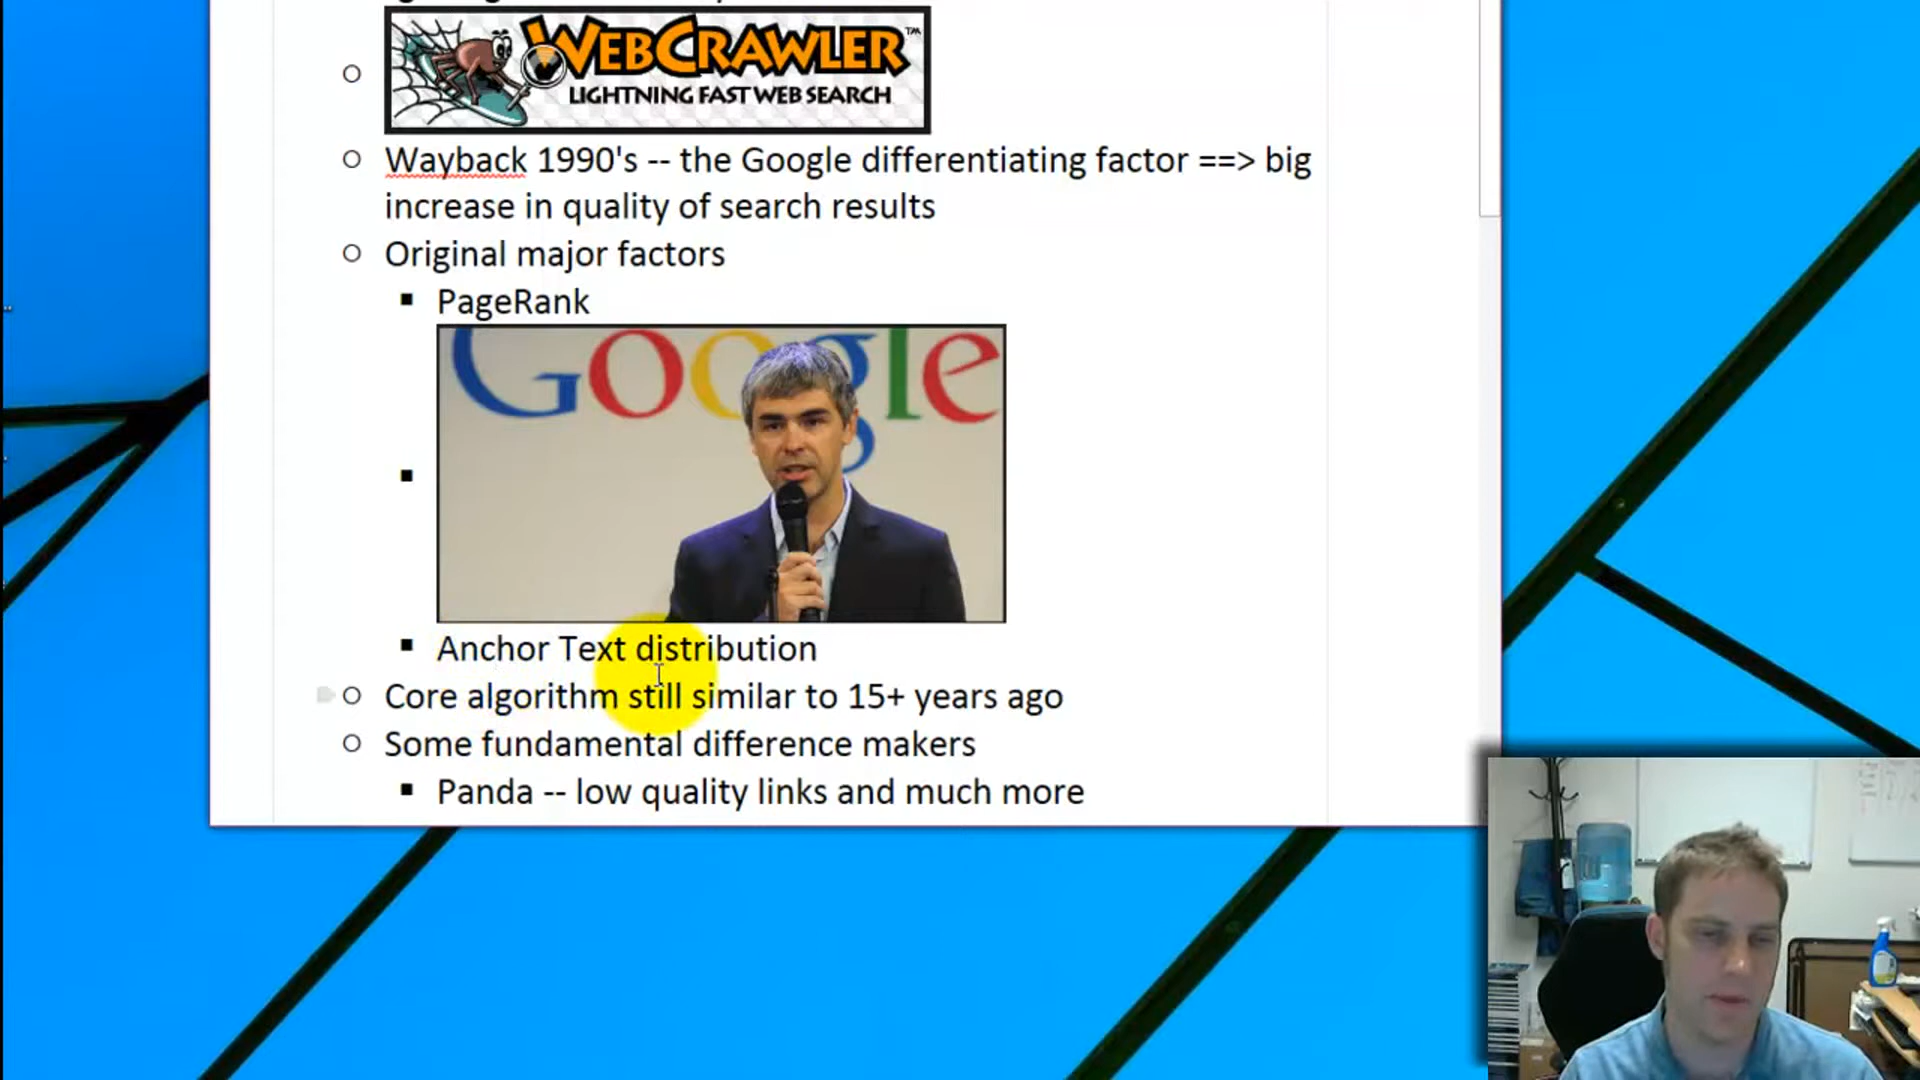 WEBCRAWLER™
LIGHTNING FAST WEB SEARCH
Wayback 1990's -- the Google differentiating factor ==> big
increase in quality of search results
Original major factors
PageRank
Google
Anchor Text distribution
Core algorithm still similar to 15+ years ago
Some fundamental difference makers
Panda -- low quality links and much more